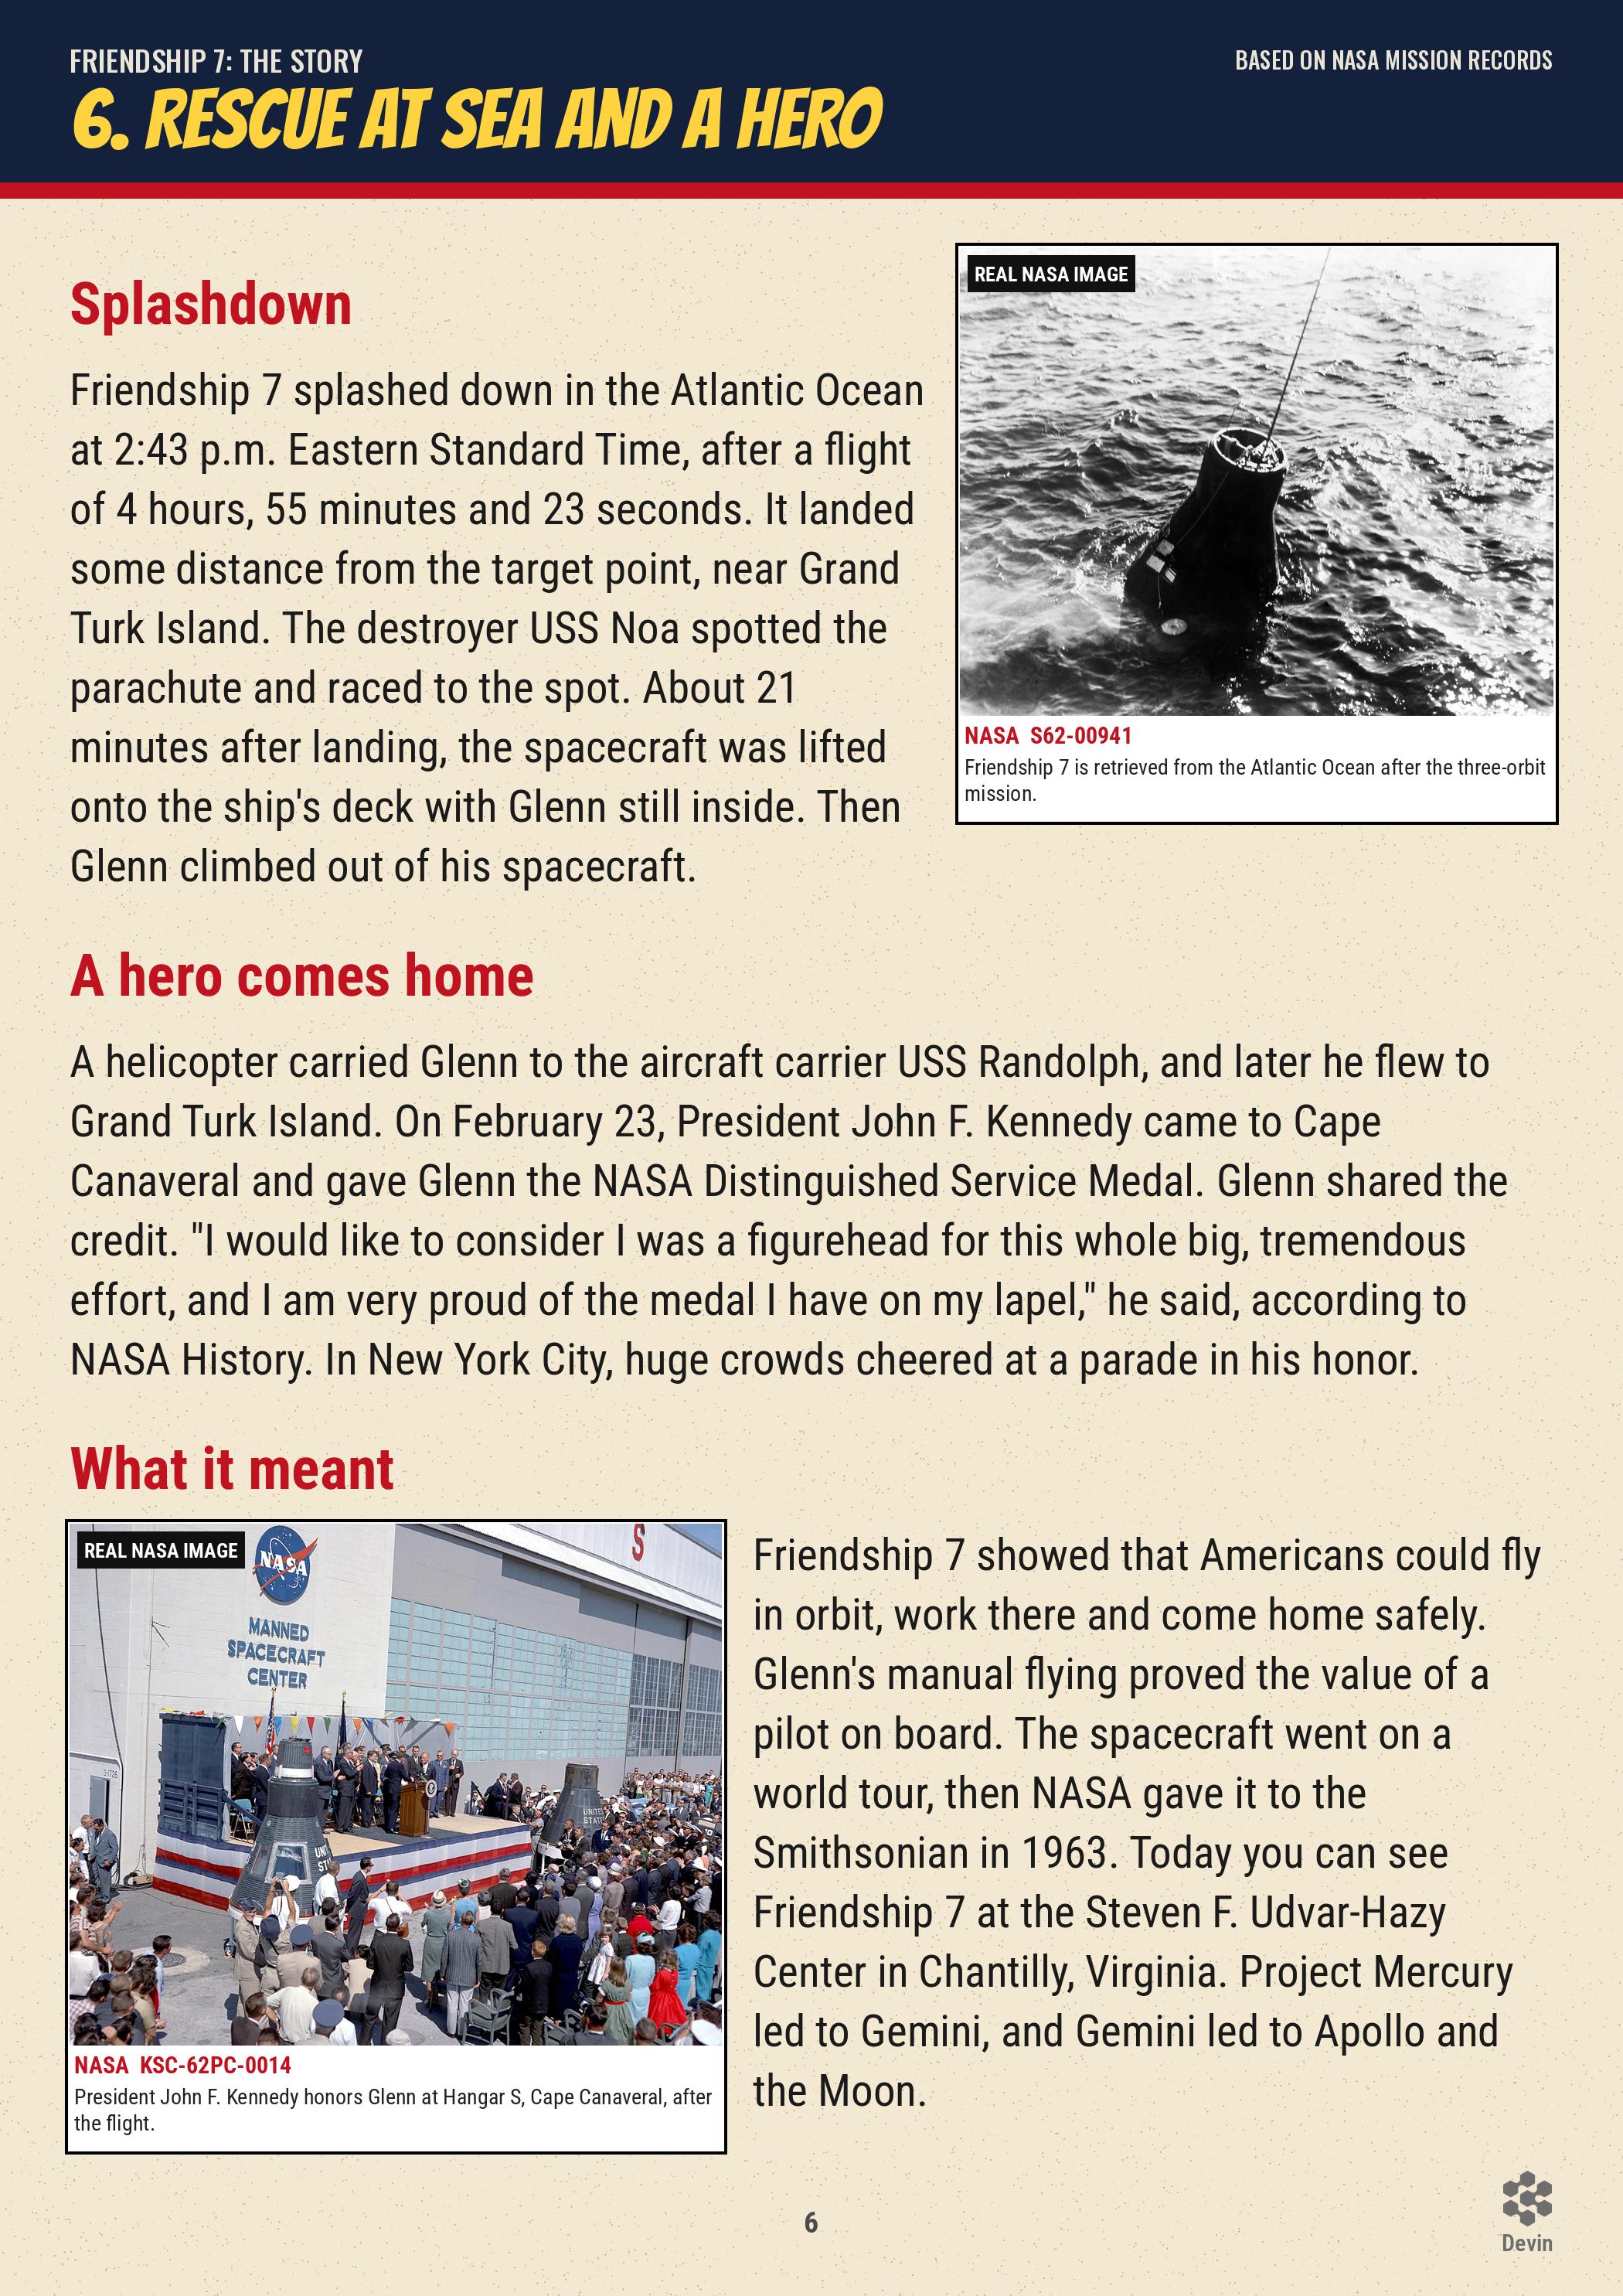 FRIENDSHIP 7: THE STORY
BASED ON NASA MISSION RECORDS
6. RESCUE AT SEA AND A HERO
Splashdown
Friendship 7 splashed down in the Atlantic Ocean
at 2:43 p.m. Eastern Standard Time, after a flight
of 4 hours, 55 minutes and 23 seconds. It landed
some distance from the target point, near Grand
Turk Island. The destroyer USS Noa spotted the
parachute and raced to the spot. About 21
minutes after landing, the spacecraft was lifted
onto the ship's deck with Glenn still inside. Then
Glenn climbed out of his spacecraft.
REAL NASA IMAGE
NASA S62-00941
Friendship 7 is retrieved from the Atlantic Ocean after the three-orbit
mission.
A hero comes home
A helicopter carried Glenn to the aircraft carrier USS Randolph, and later he flew to
Grand Turk Island. On February 23, President John F. Kennedy came to Cape
Canaveral and gave Glenn the NASA Distinguished Service Medal. Glenn shared the
credit. "I would like to consider I was a figurehead for this whole big, tremendous
effort, and I am very proud of the medal I have on my lapel," he said, according to
NASA History. In New York City, huge crowds cheered at a parade in his honor.
What it meant
REAL NASA IMAGE
NASA
MANNED
SPACECRAFT
CENTER
S
UNITED
STATE
UN
ST
NASA KSC-62PC-0014
President John F. Kennedy honors Glenn at Hangar S, Cape Canaveral, after
the flight.
Friendship 7 showed that Americans could fly
in orbit, work there and come home safely.
Glenn's manual flying proved the value of a
pilot on board. The spacecraft went on a
world tour, then NASA gave it to the
Smithsonian in 1963. Today you can see
Friendship 7 at the Steven F. Udvar-Hazy
Center in Chantilly, Virginia. Project Mercury
led to Gemini, and Gemini led to Apollo and
the Moon.
6
Devin